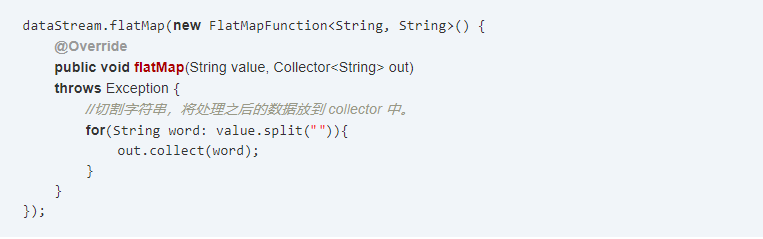 dataStream.flatMap(new FlatMapFunction<String, String>() {
    @Override
    public void flatMap(String value, Collector<String> out)
    throws Exception {
        //切割字符串，将处理之后的数据放到 collector 中。
        for(String word: value.split(" ")){
            out.collect(word);
        }
    }
});